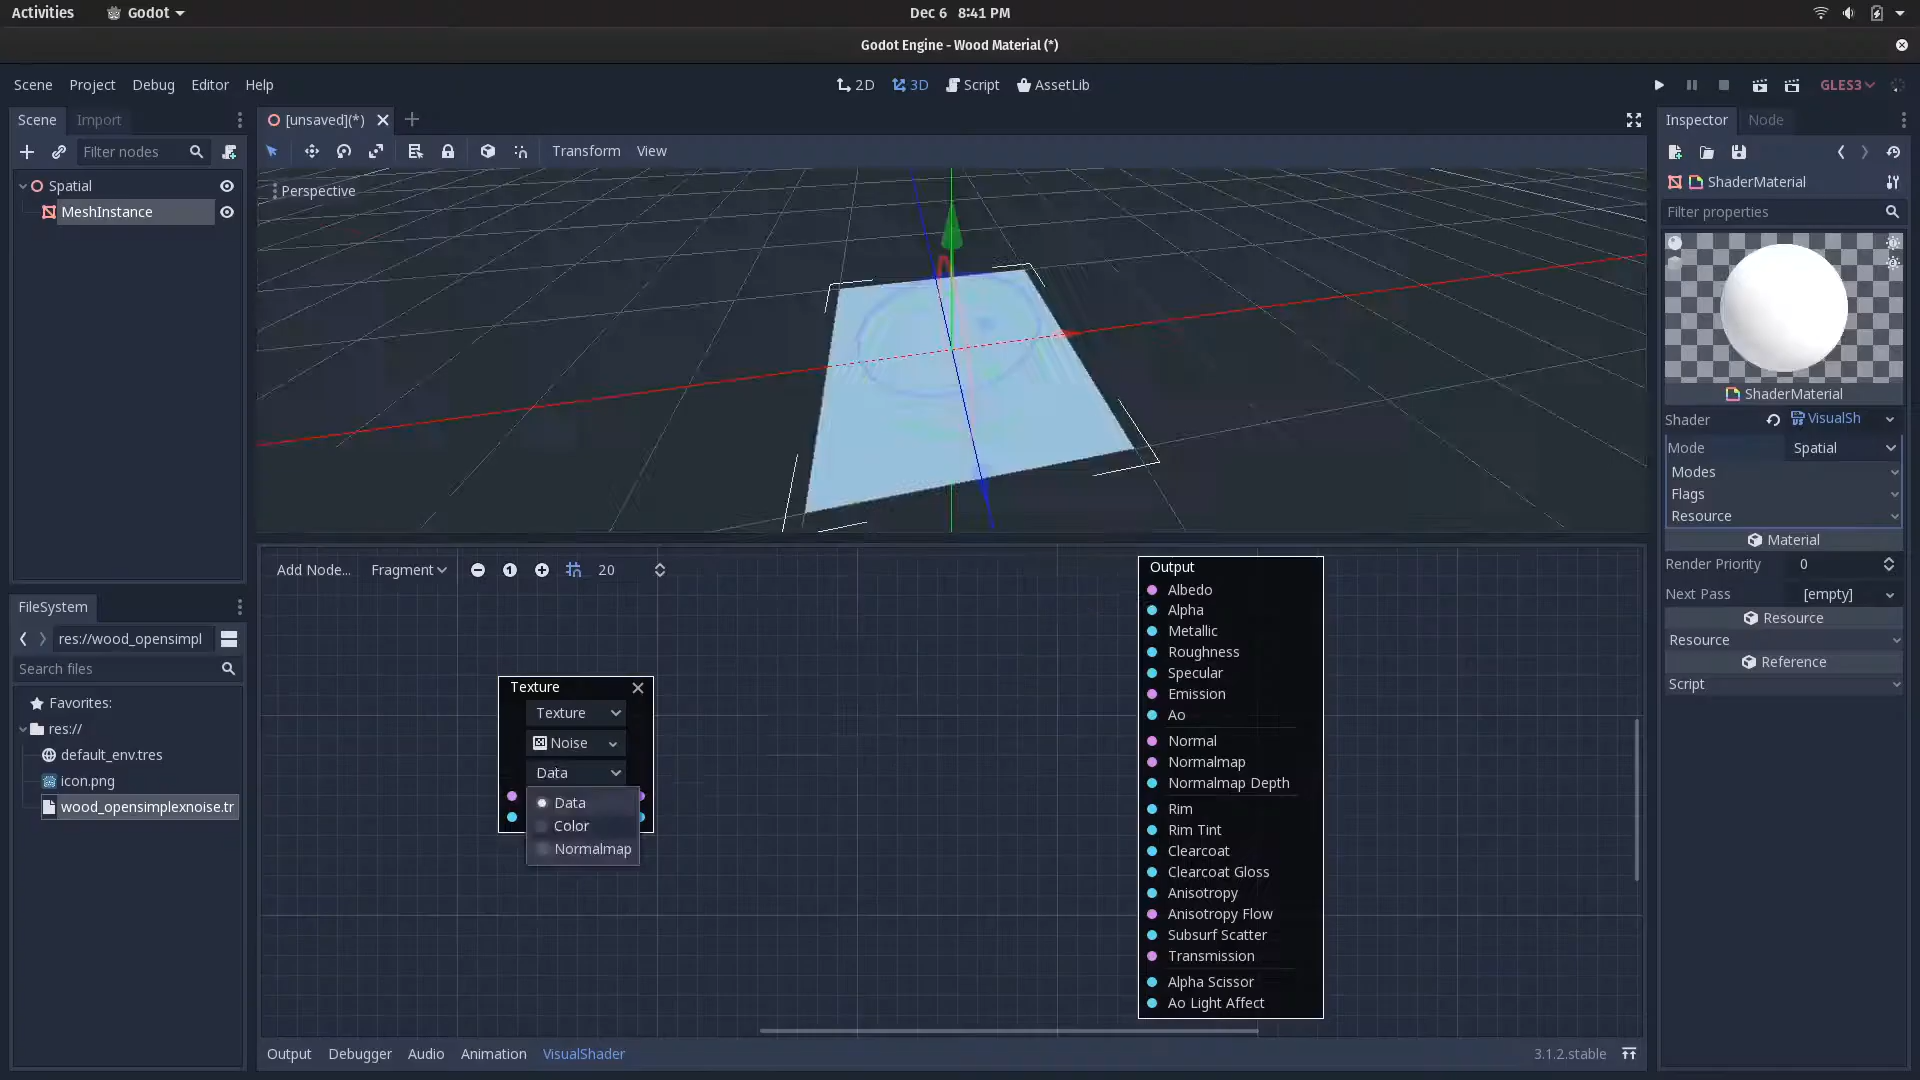 Activities
Godot
Dec 6 8:41 PM
Godot Engine - Wood Material (*)
Scene Project Debug Editor Help
2D 3D Script AssetLib
GLES3
Scene Import
[unsaved](*)
Inspector Node
Filter nodes
Transform View
Spatial
MeshInstance
Perspective
ShaderMaterial
Filter properties
ShaderMaterial
Shader VisualSh
Mode Spatial
Modes
Flags
Resource
Material
Render Priority 0
Next Pass [empty]
Resource
Resource
Reference
Script
Add Node... Fragment 1 20
Texture
Texture
Noise
Data
Data
Color
Normalmap
Output
Albedo
Alpha
Metallic
Roughness
Specular
Emission
Ao
Normal
Normalmap
Normalmap Depth
Rim
Rim Tint
Clearcoat
Clearcoat Gloss
Anisotropy
Anisotropy Flow
Subsurf Scatter
Transmission
Alpha Scissor
Ao Light Affect
FileSystem
res://wood_opensimpl
Search files
Favorites:
res://
default_env.tres
icon.png
wood_opensimplexnoise.tr
Output Debugger Audio Animation VisualShader
3.1.2.stable